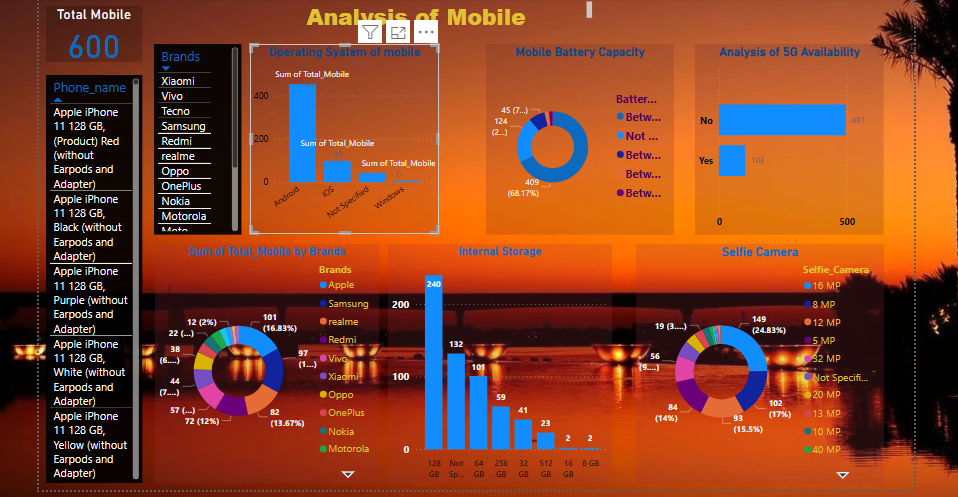 Analysis of Mobile
Total Mobile
600
Phone_name
Apple iPhone
11 128 GB,
(Product) Red
(without
Earpods and
Adapter)
Apple iPhone
11 128 GB,
Black (without
Earpods and
Adapter)
Apple iPhone
11 128 GB,
Purple (without
Earpods and
Adapter)
Apple iPhone
11 128 GB,
White (without
Earpods and
Adapter)
Apple iPhone
11 128 GB,
Yellow (without
Earpods and
Adapter)
Brands
Xiaomi
Vivo
Tecno
Samsung
Redmi
realme
Oppo
OnePlus
Nokia
Motorola
Operating System of mobile
Sum of Total_Mobile
400
200
Sum of Total_Mobile
Sum of Total_Mobile
0
Android
iOS
Not Specified
Windows
Mobile Battery Capacity
45 (7...)
124
(2...)
409
(68.17%)
Batter...
Betw...
Not ...
Betw...
Betw...
Betw...
Analysis of 5G Availability
No
497
Yes
103
0
500
Sum of Total_Mobile by Brands
12 (2%)
22 (...)
38
(6....)
44
(7....)
57 (...)
72 (12%)
101
(16.83%)
97
(1...)
82
(13.67%)
Brands
Apple
Samsung
realme
Redmi
Vivo
Xiaomi
Oppo
OnePlus
Nokia
Motorola
Internal Storage
200
100
0
240
132
101
59
41
23
2
2
128
GB
Not
Sp...
64
GB
256
GB
32
GB
512
GB
16
GB
8 GB
Selfie Camera
19 (3....)
56
(9....)
84
(14%)
149
(24.83%)
102
(17%)
93
(15.5%)
Selfie_Camera
16 MP
8 MP
12 MP
5 MP
32 MP
Not Specifi...
20 MP
13 MP
10 MP
40 MP